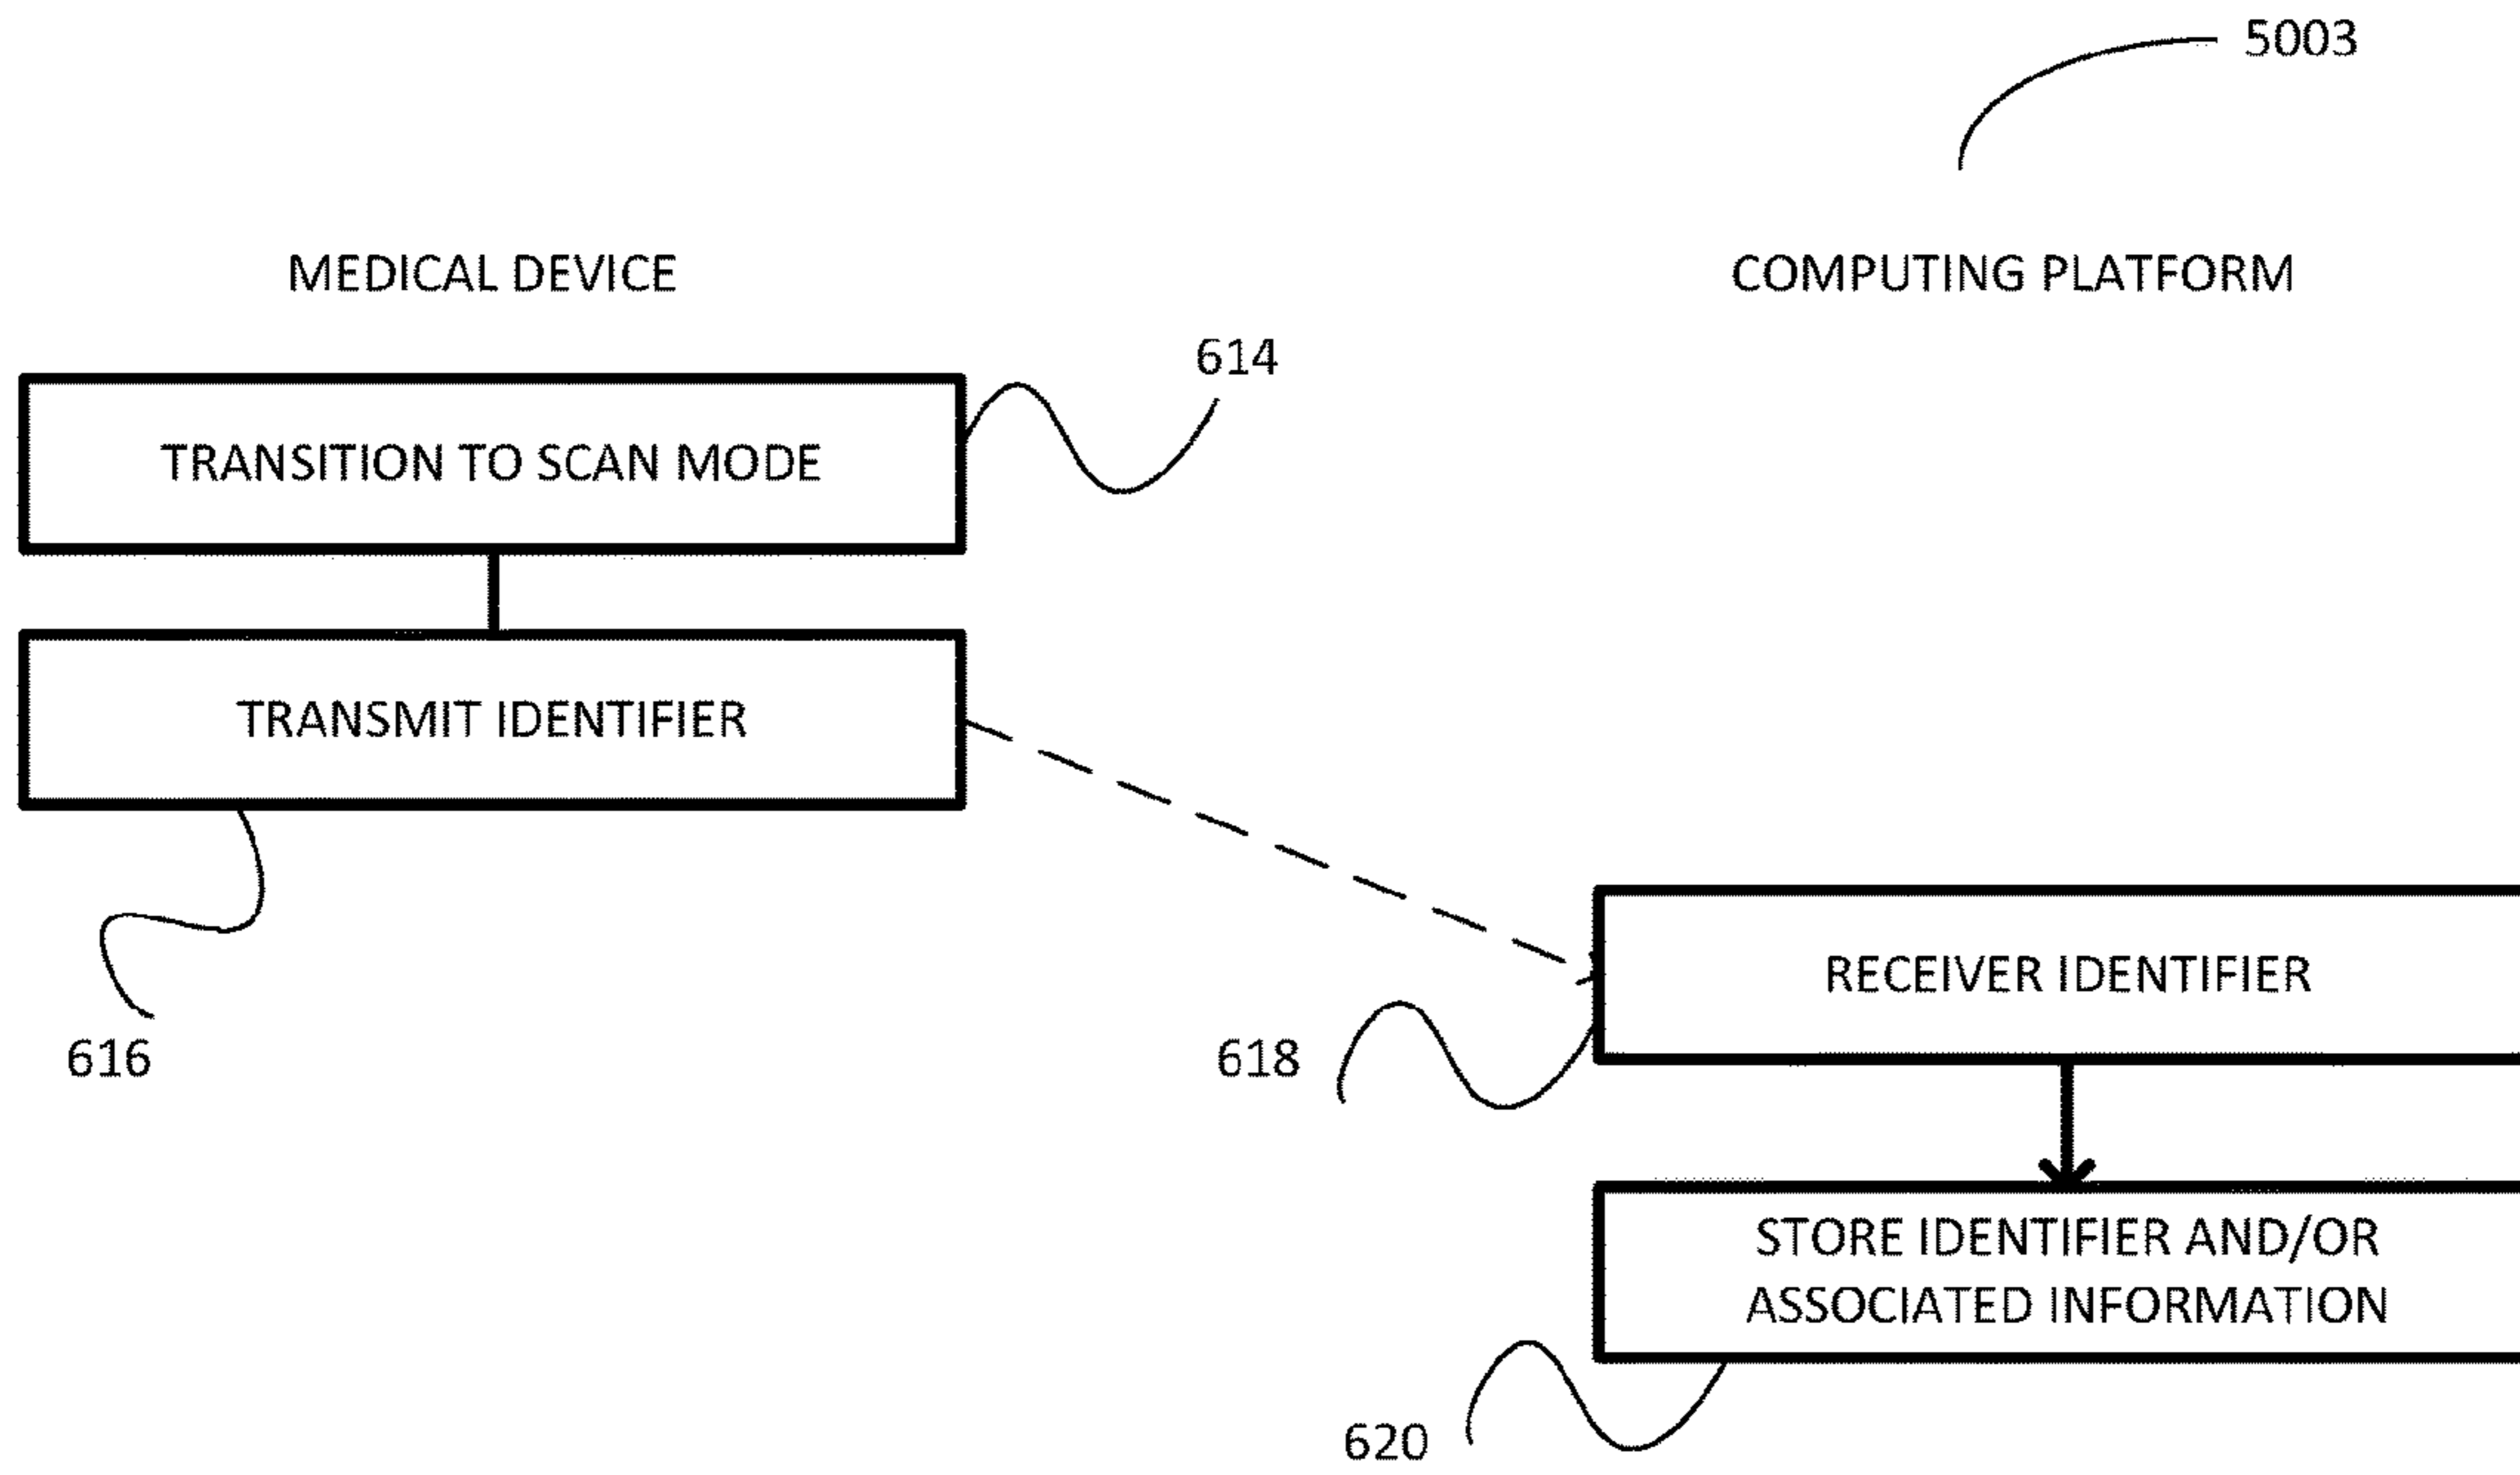 5003
MEDICAL DEVICE
COMPUTING PLATFORM
614
TRANSITION TO SCAN MODE
TRANSMIT IDENTIFIER
RECEIVER IDENTIFIER
616
618
STORE IDENTIFIER AND/OR
ASSOCIATED INFORMATION
620